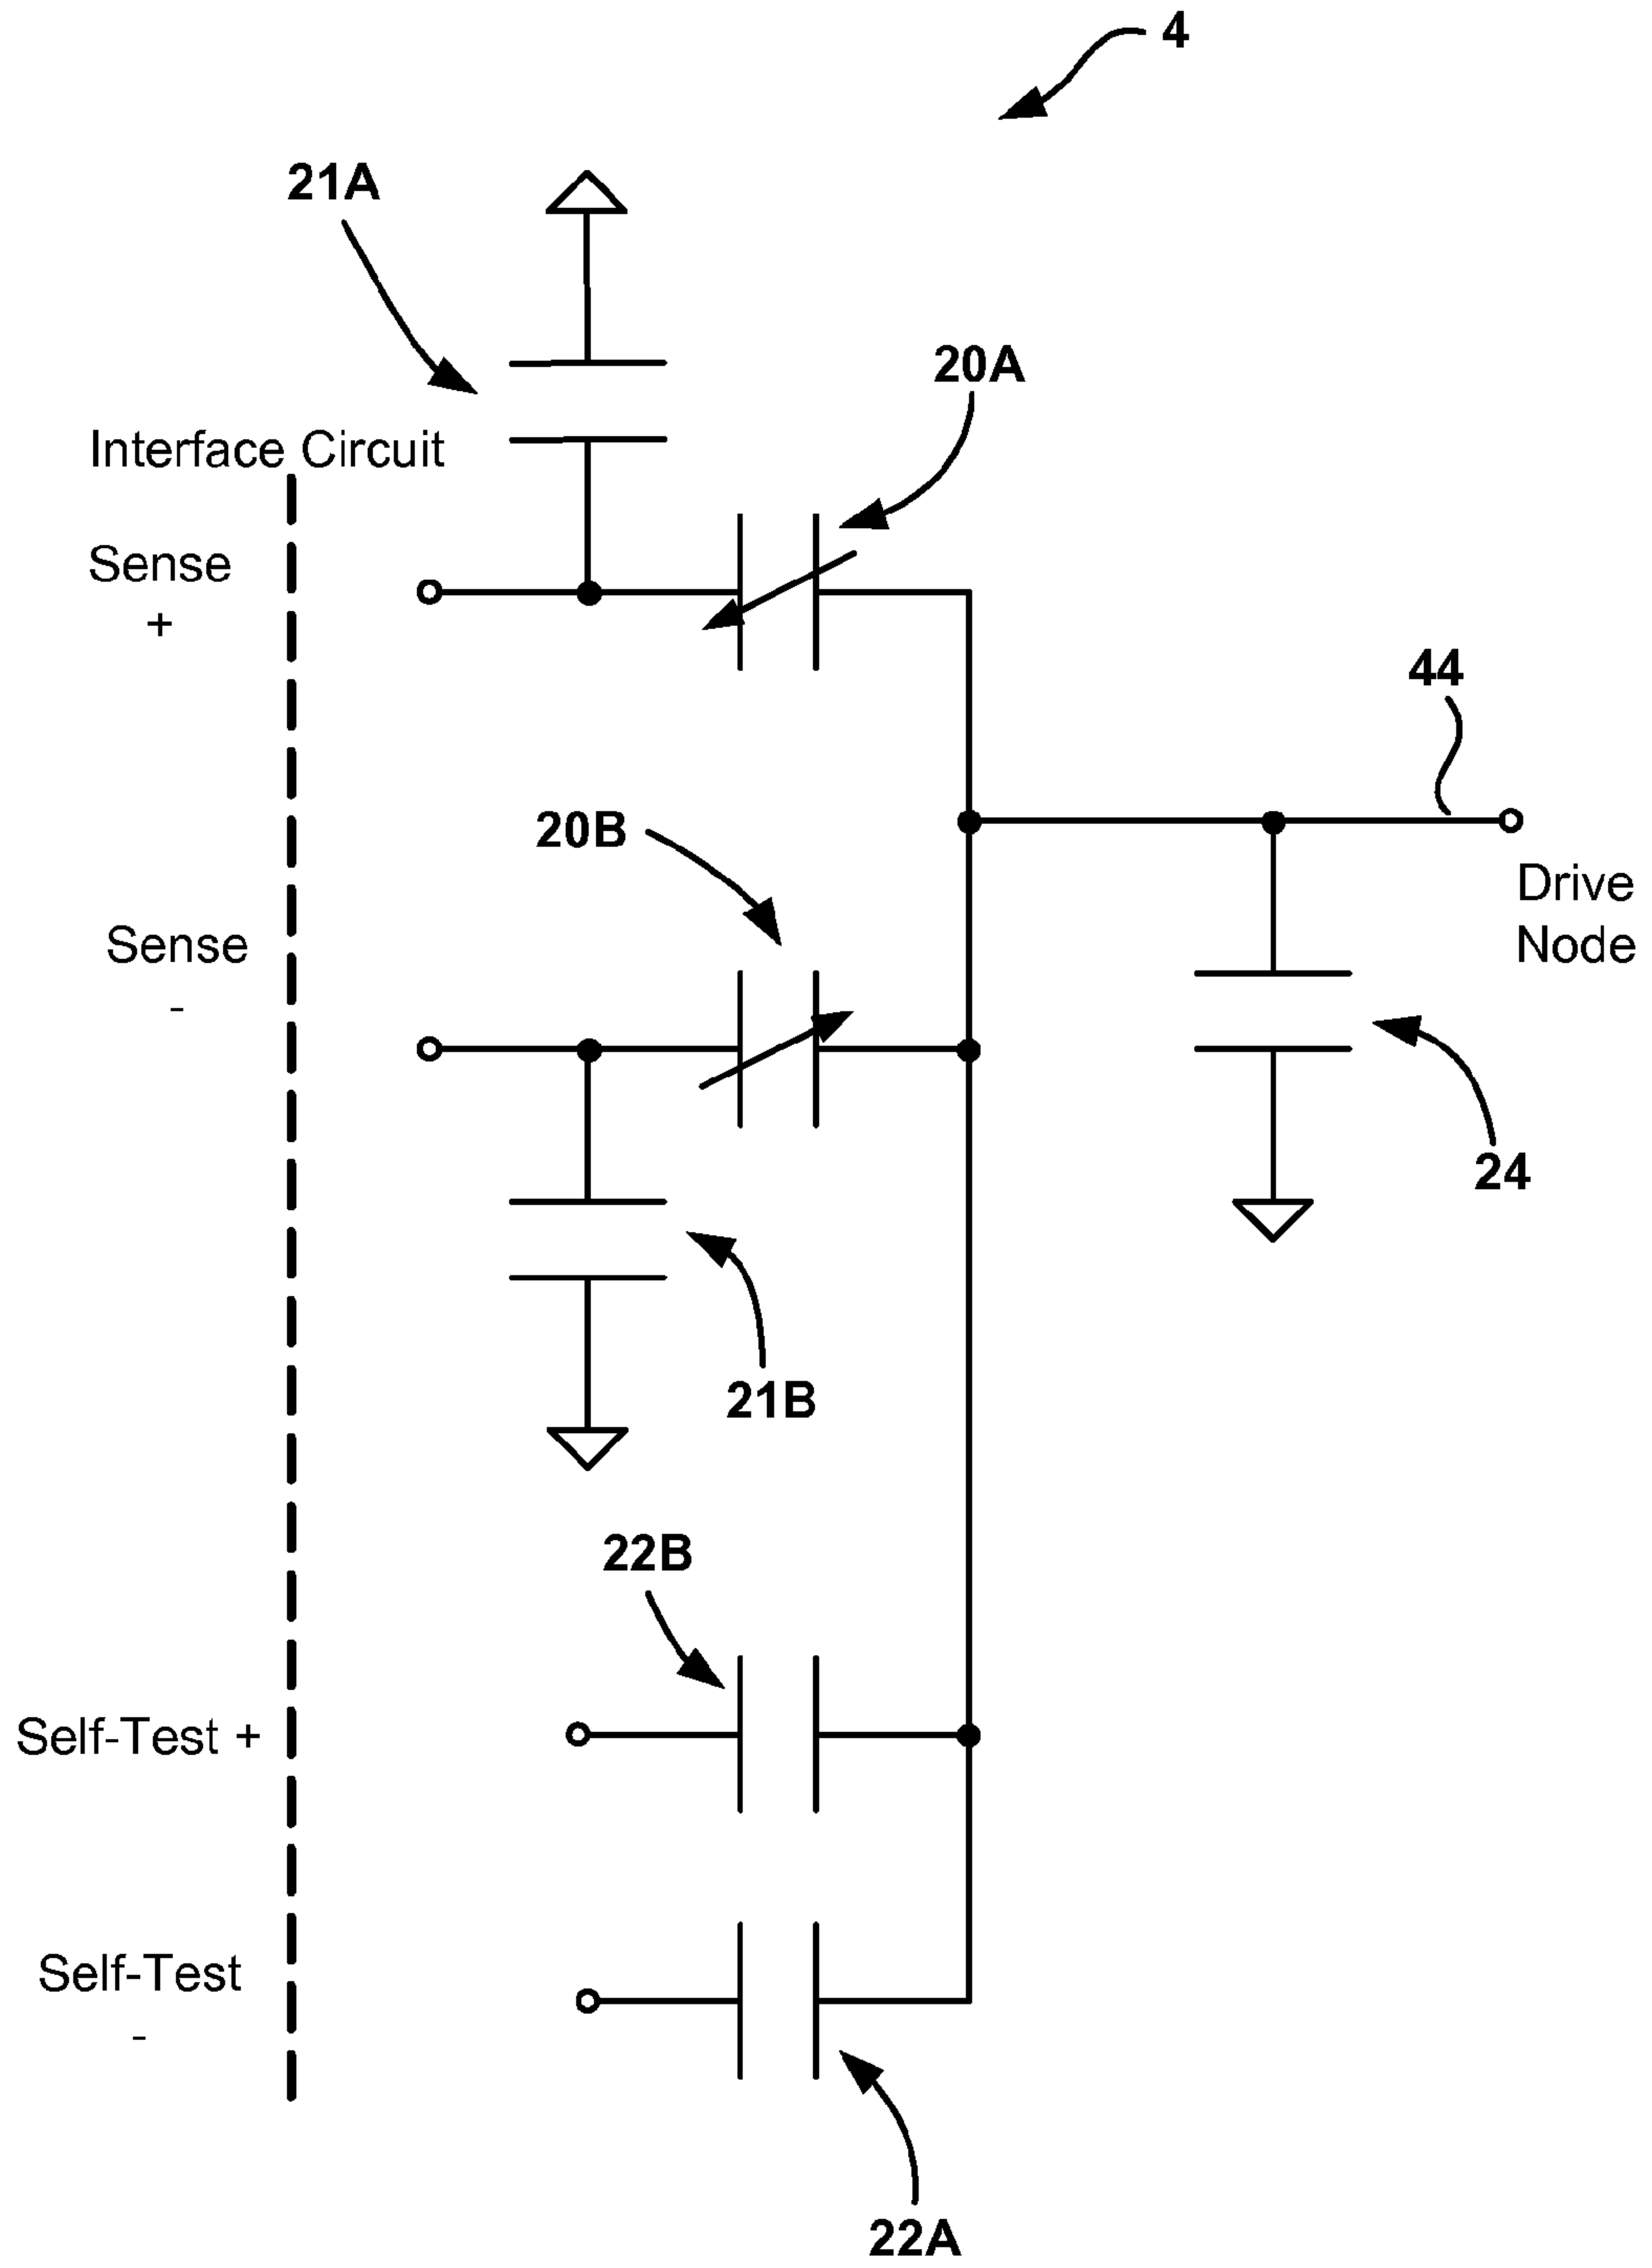 4
21A
20A
Interface Circuit
Sense
+
44
20B
Drive
Node
Sense
-
24
21B
22B
Self-Test +
Self-Test
-
22A